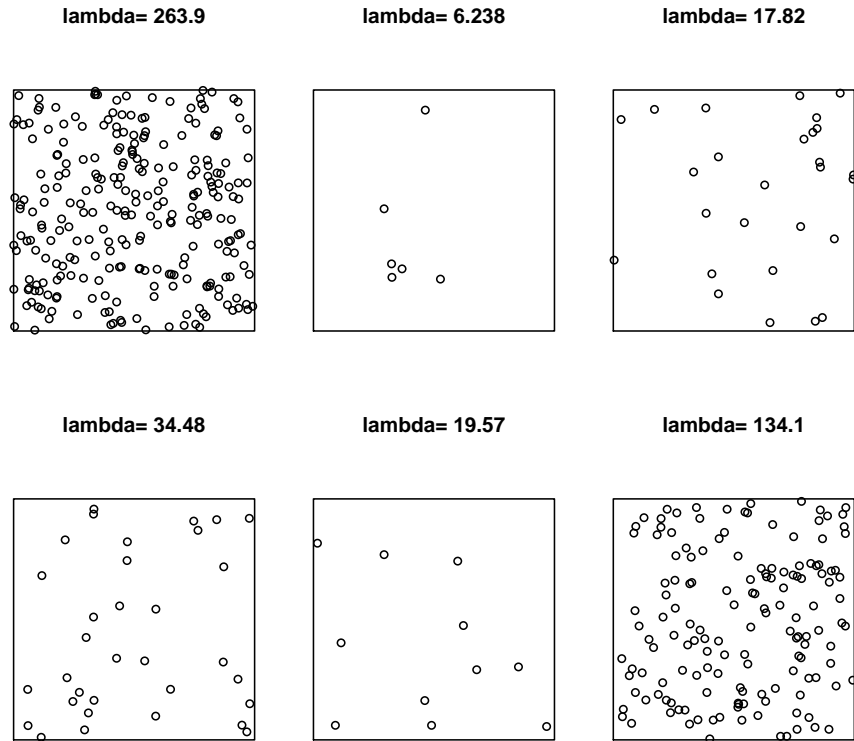 lambda= 263.9
lambda= 6.238
lambda= 17.82
lambda= 34.48
lambda= 19.57
lambda= 134.1